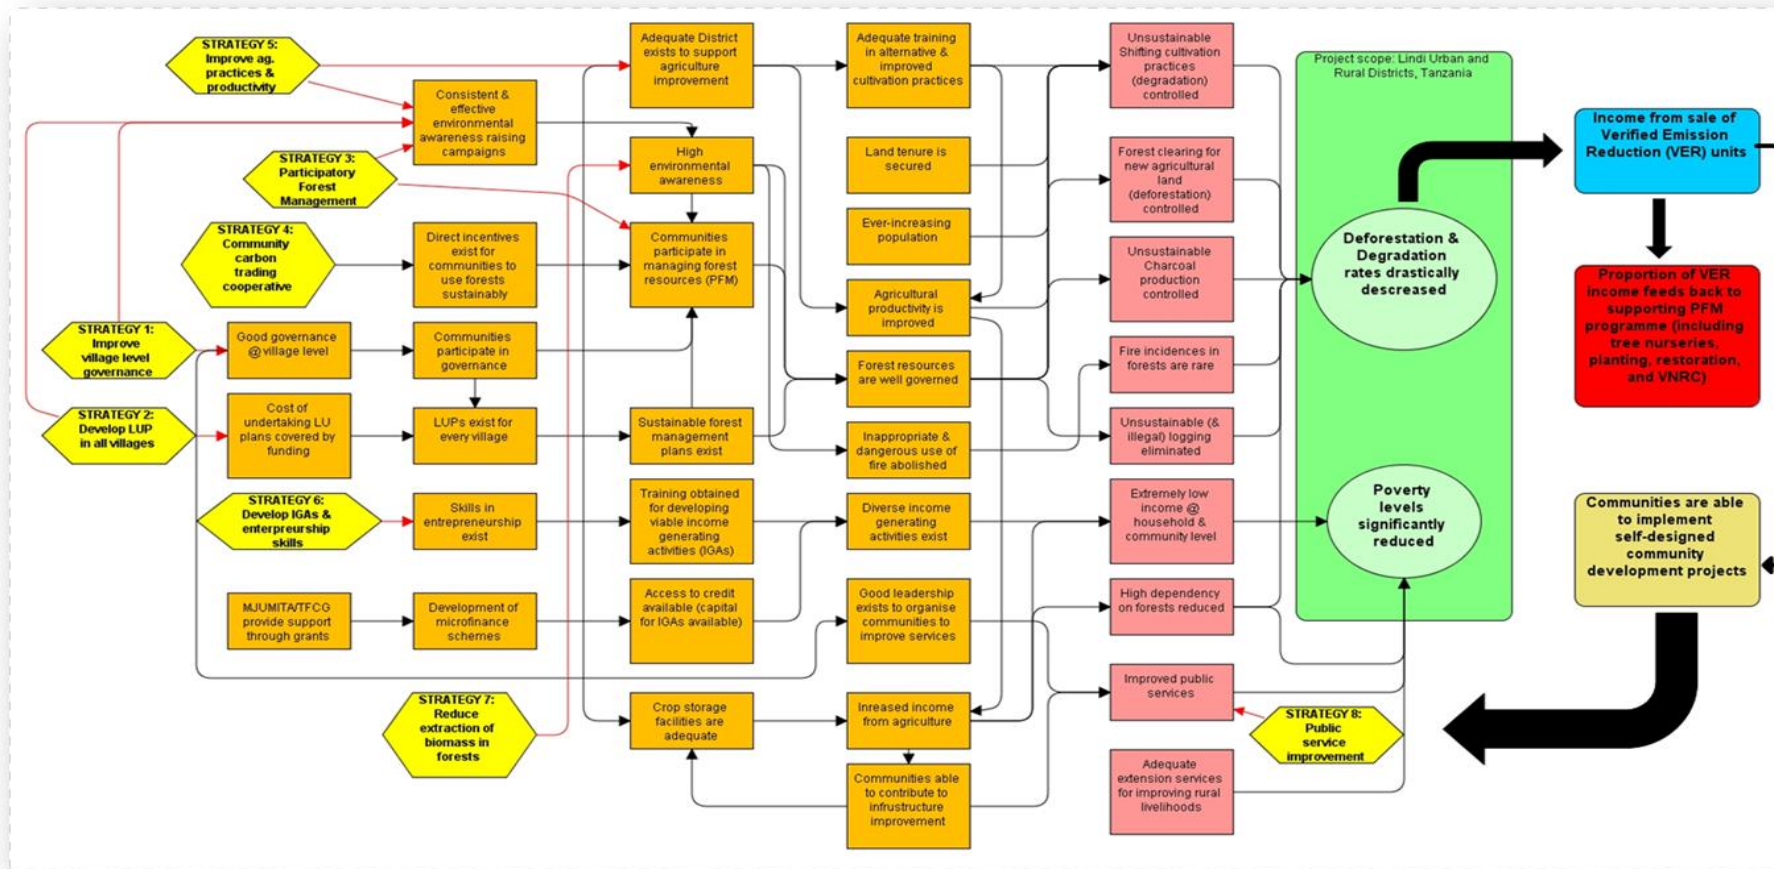 STRATEGY 5:
Improve ag.
practices &
productivity
Consistent &
effective
environmental
awareness raising
campaigns
STRATEGY 3:
Participatory
Forest
Management
STRATEGY 4:
Community
carbon
trading
cooperative
Direct incentives
exist for
communities to
use forests
sustainably
STRATEGY 1:
Improve
village level
governance
Good governance
@ village level
Communities
participate in
governance
STRATEGY 2:
Develop LUP
in all villages
Cost of
undertaking LU
plans covered by
funding
LUPs exist for
every village
STRATEGY 6:
Develop IGAs &
enterpreurship
skills
Skills in
entrepreneurship
exist
MJUMITA/TFCG
provide support
through grants
Development of
microfinance
schemes
STRATEGY 7:
Reduce
extraction of
biomass in
forests
Adequate District
exists to support
agriculture
improvement
High
environmental
awareness
Communities
participate in
managing forest
resources (PFM)
Sustainable forest
management
plans exist
Training obtained
for developing
viable income
generating
activities (IGAs)
Access to credit
available (capital
for IGAs available)
Crop storage
facilities are
adequate
Adequate training
in alternative &
improved
cultivation practices
Land tenure is
secured
Ever-increasing
population
Agricultural
productivity is
improved
Forest resources
are well governed
Inappropriate &
dangerous use of
fire abolished
Diverse income
generating
activities exist
Good leadership
exists to organise
communities to
improve services
Inreased income
from agriculture
Communities able
to contribute to
infrustructure
improvement
Unsustainable
Shifting cultivation
practices
(degradation)
controlled
Forest clearing for
new agricultural
land
(deforestation)
controlled
Unsustainable
Charcoal
production
controlled
Fire incidences in
forests are rare
Unsustainable (&
illegal) logging
eliminated
Extremely low
income @
household &
community level
High dependency
on forests reduced
Improved public
services
STRATEGY 8:
Public
service
improvement
Adequate
extension services
for improving rural
livelihoods
Project scope: Lindi Urban and
Rural Districts, Tanzania
Deforestation &
Degradation
rates drastically
descreased
Poverty
levels
significantly
reduced
Income from sale of
Verified Emission
Reduction (VER) units
Proportion of VER
income feeds back to
supporting PFM
programme (including
tree nurseries,
planting, restoration,
and VNRC)
Communities are able
to implement
self-designed
community
development projects